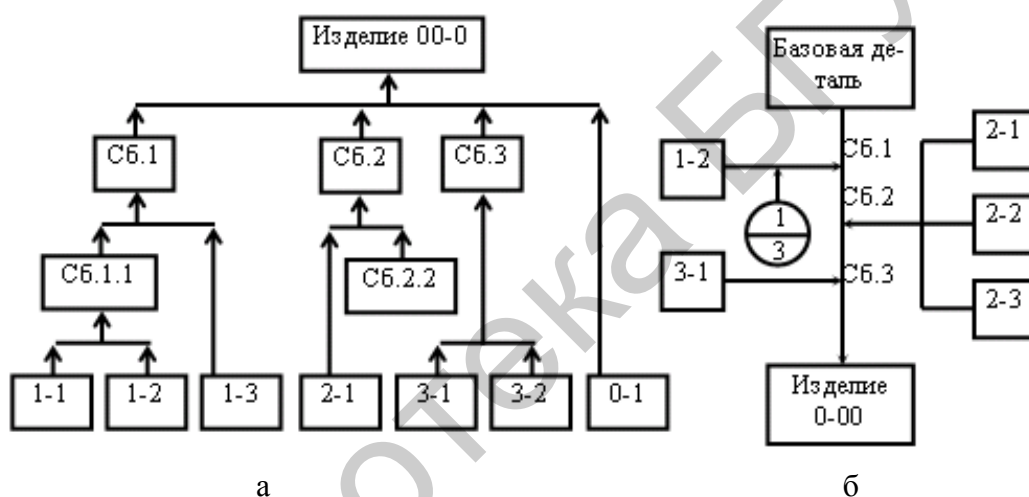 Изделие 00-0
Сб.1
Сб.2
Сб.3
Сб.1.1
Сб.2.2
1-1
1-2
1-3
2-1
3-1
3-2
0-1
а
Базовая де-
таль
1-2
Сб.1
2-1
1
3
Сб.2
2-2
3-1
Сб.3
2-3
Изделие
0-00
б
отека БГУ